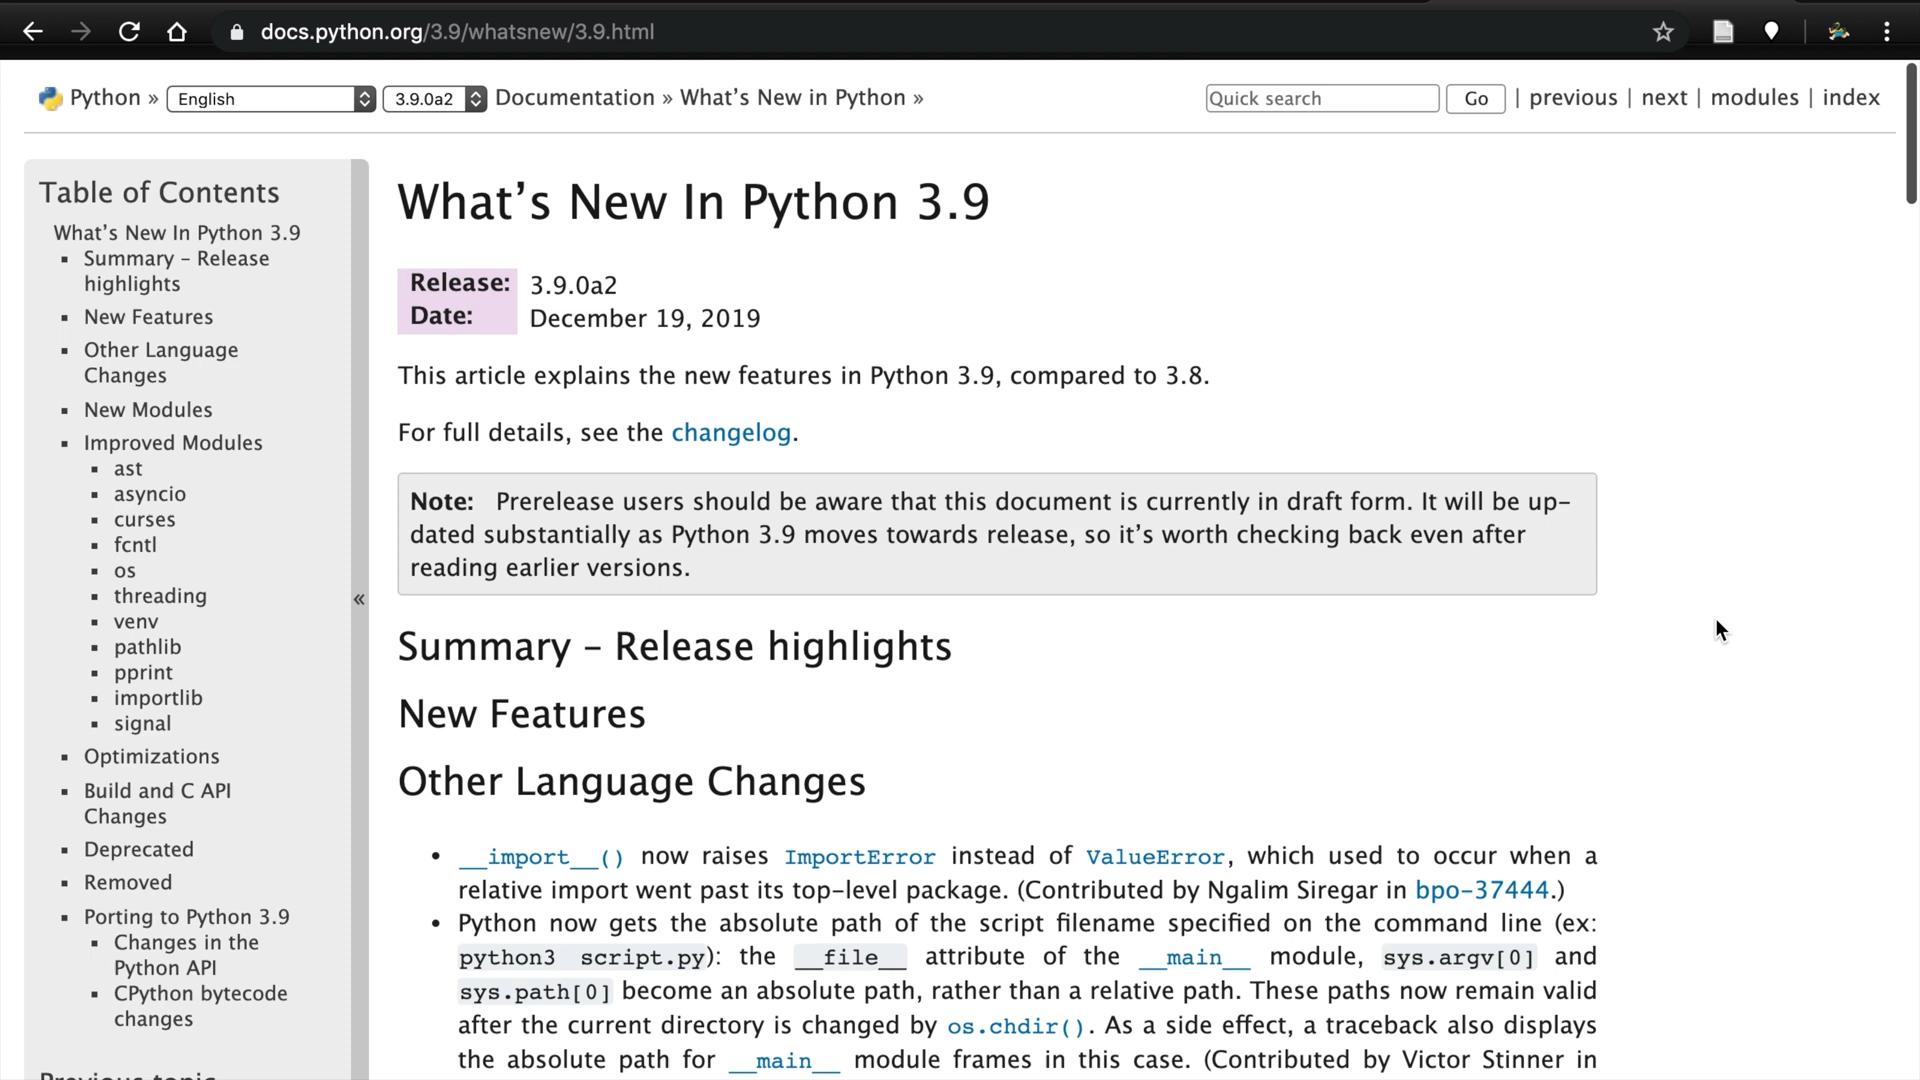 docs.python.org/3.9/whatsnew/3.9.html
Python » English 3.9.0a2 Documentation » What’s New in Python »
Quick search Go | previous | next | modules | index
Table of Contents
What’s New In Python 3.9
Summary – Release
highlights
New Features
Other Language
Changes
New Modules
Improved Modules
ast
asyncio
curses
fcntl
os
threading
venv
pathlib
pprint
importlib
signal
Optimizations
Build and C API
Changes
Deprecated
Removed
Porting to Python 3.9
Changes in the
Python API
CPython bytecode
changes
Previous topic
«
What’s New In Python 3.9
Release: 3.9.0a2
Date: December 19, 2019
This article explains the new features in Python 3.9, compared to 3.8.
For full details, see the changelog.
Note: Prerelease users should be aware that this document is currently in draft form. It will be up-
dated substantially as Python 3.9 moves towards release, so it’s worth checking back even after
reading earlier versions.
Summary – Release highlights
New Features
Other Language Changes
• __import__() now raises ImportError instead of ValueError, which used to occur when a
relative import went past its top-level package. (Contributed by Ngalim Siregar in bpo-37444.)
• Python now gets the absolute path of the script filename specified on the command line (ex:
python3 script.py): the __file__ attribute of the __main__ module, sys.argv[0] and
sys.path[0] become an absolute path, rather than a relative path. These paths now remain valid
after the current directory is changed by os.chdir(). As a side effect, a traceback also displays
the absolute path for __main__ module frames in this case. (Contributed by Victor Stinner in